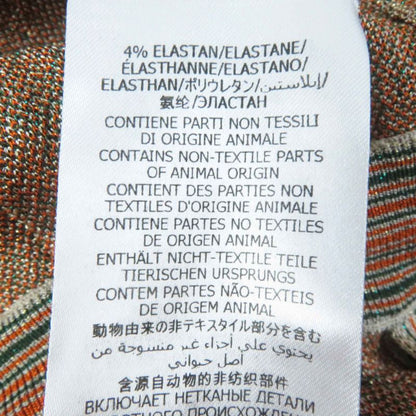 4% ELASTAN/ELASTANE/
ÉLASTHANNE/ELASTANO/
ELASTHAN/ポリウレタン/إيلاستين/
氨纶/ЭЛАСТАН
CONTIENE PARTI NON TESSILI
DI ORIGINE ANIMALE
CONTAINS NON-TEXTILE PARTS
OF ANIMAL ORIGIN
CONTIENT DES PARTIES NON
TEXTILES D'ORIGINE ANIMALE
CONTIENE PARTES NO TEXTILES
DE ORIGEN ANIMAL
ENTHÄLT NICHT-TEXTILE TEILE
TIERISCHEN URSPRUNGS
CONTEM PARTES NÃO-TEXTEIS
DE ORIGEM ANIMAL
動物由来の非テキスタイル部分を含む
يحتوي على أجزاء غير منسوجة من
أصل حيواني
含源自动物的非纺织部件
ВКЛЮЧАЕТ НЕТКАНЫЕ ДЕТАЛИ
ЖИВОТНОГО ПРОИСХОЖДЕНИЯ